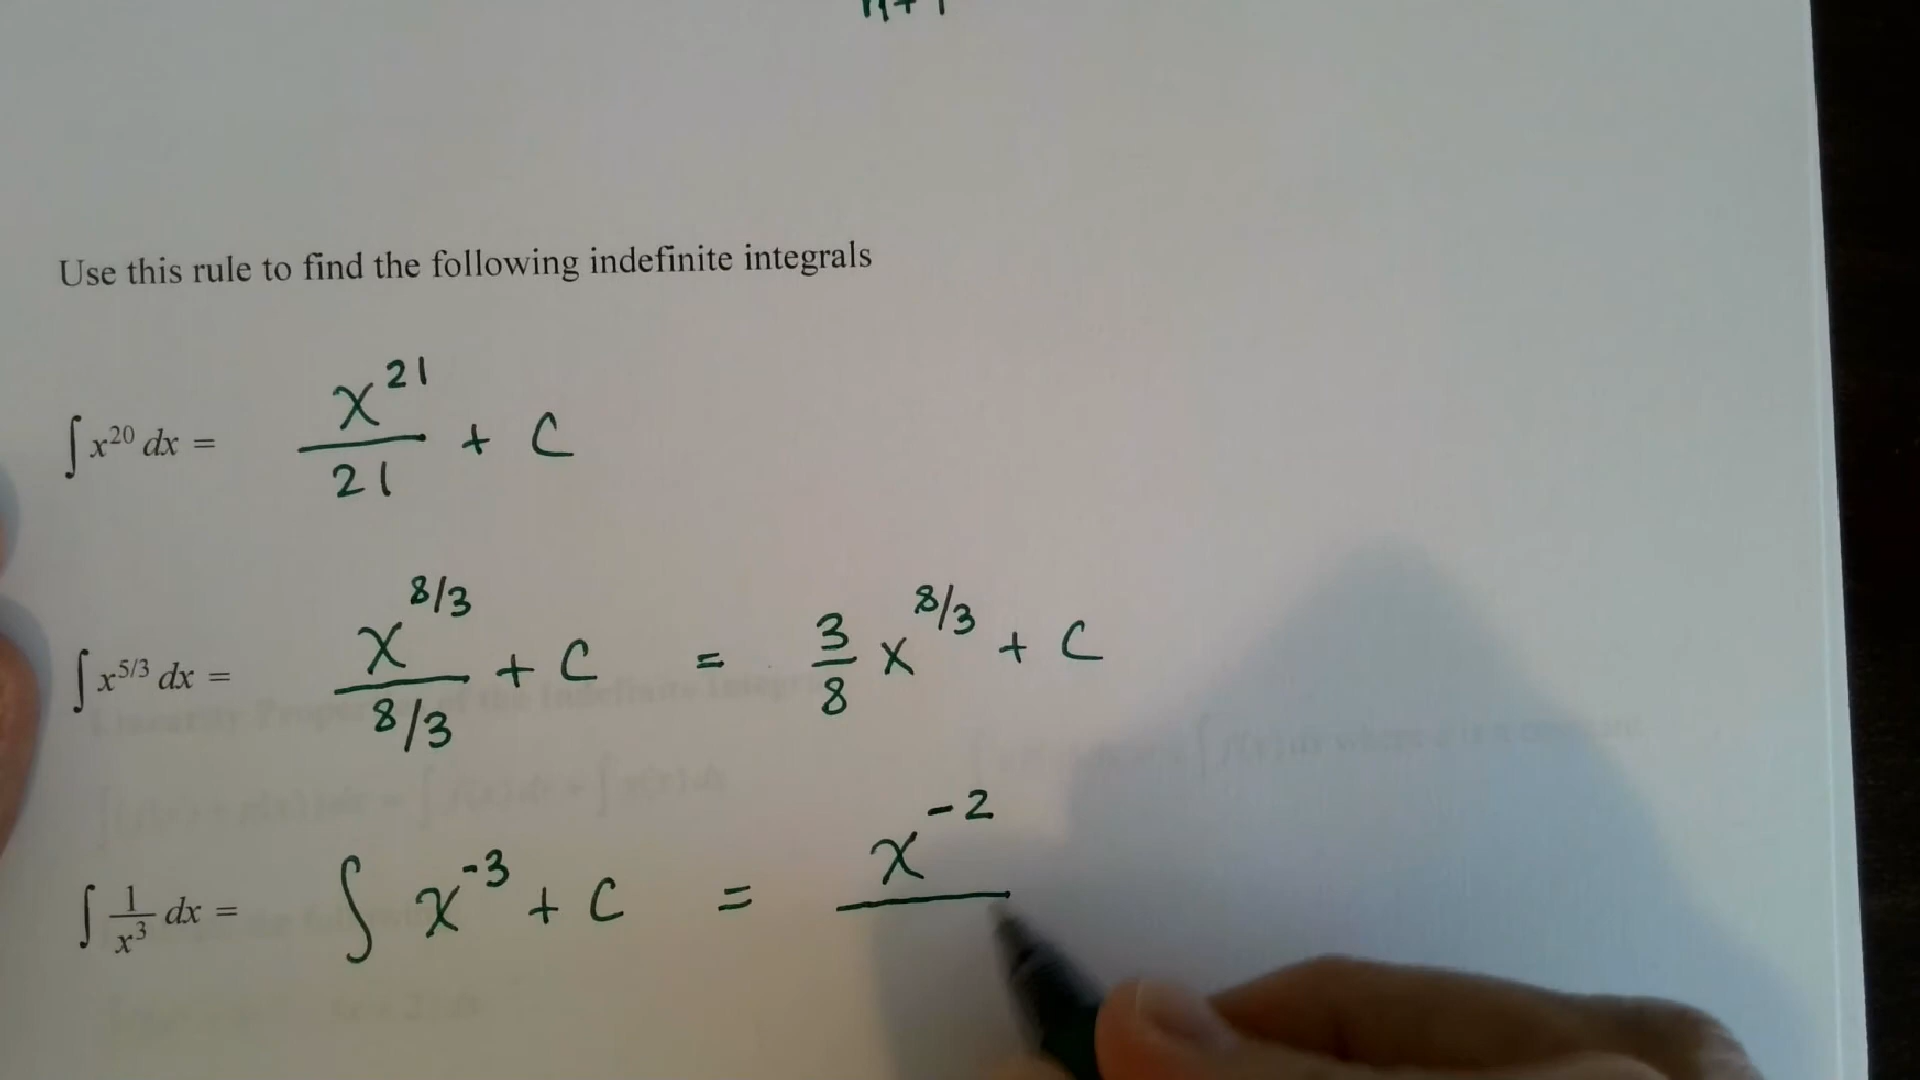 n+1
Use this rule to find the following indefinite integrals
∫ x^20 dx = x^21/21 + C
∫ x^5/3 dx = x^8/3/8/3 + C = 3/8 x^8/3 + C
∫ 1/x^3 dx = ∫ x^-3 + C = x^-2